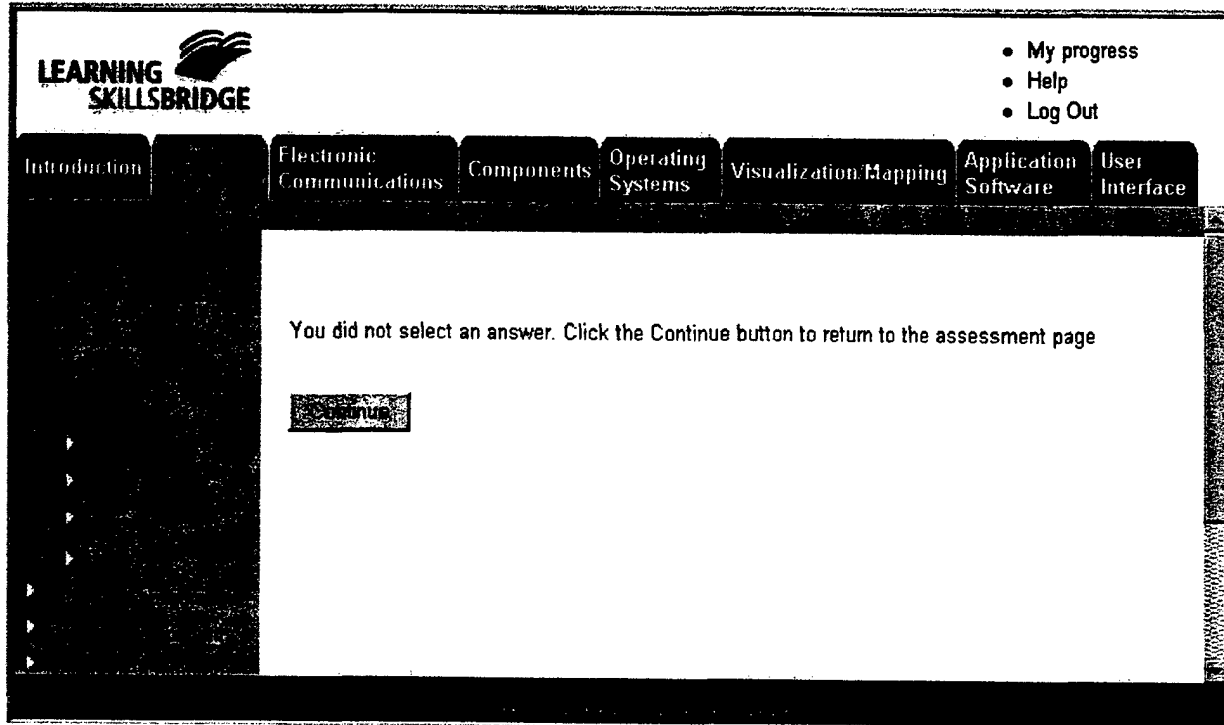 LEARNING
SKILLSBRIDGE
My progress
Help
Log Out
Introduction
Electronic
Communications
Components
Operating
Systems
Visualization/Mapping
Application
Software
User
Interface
You did not select an answer. Click the Continue button to return to the assessment page
Continue